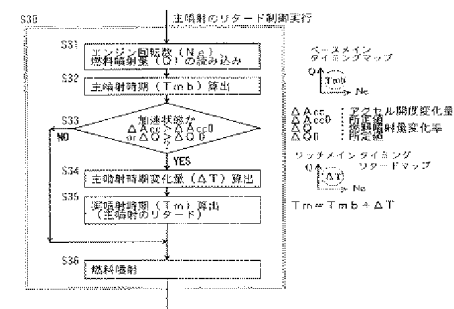 S30
主噴射のリタード制御実行
S31
エンジン回転数(Ne)、
燃料噴射量(Q)の読み込み
S32
主噴射時期(Tmb)算出
S33
加速状態か
ΔAcc>ΔAcc0
orΔQ>ΔQ0
NO
YES
S34
主噴射時期変化量(ΔT)算出
S35
実噴射時期(Tm)算出
(主噴射のリタード)
S36
燃料噴射
ベースメイン
タイミングマップ
Q
Tmb
Ne
ΔAcc :アクセル開度変化量
ΔAcc0 :所定値
ΔQ :燃料噴射量変化率
ΔQ0 :所定値
リッチメインタイミング
リタードマップ
Q
ΔT
Ne
Tm=Tmb+ΔT